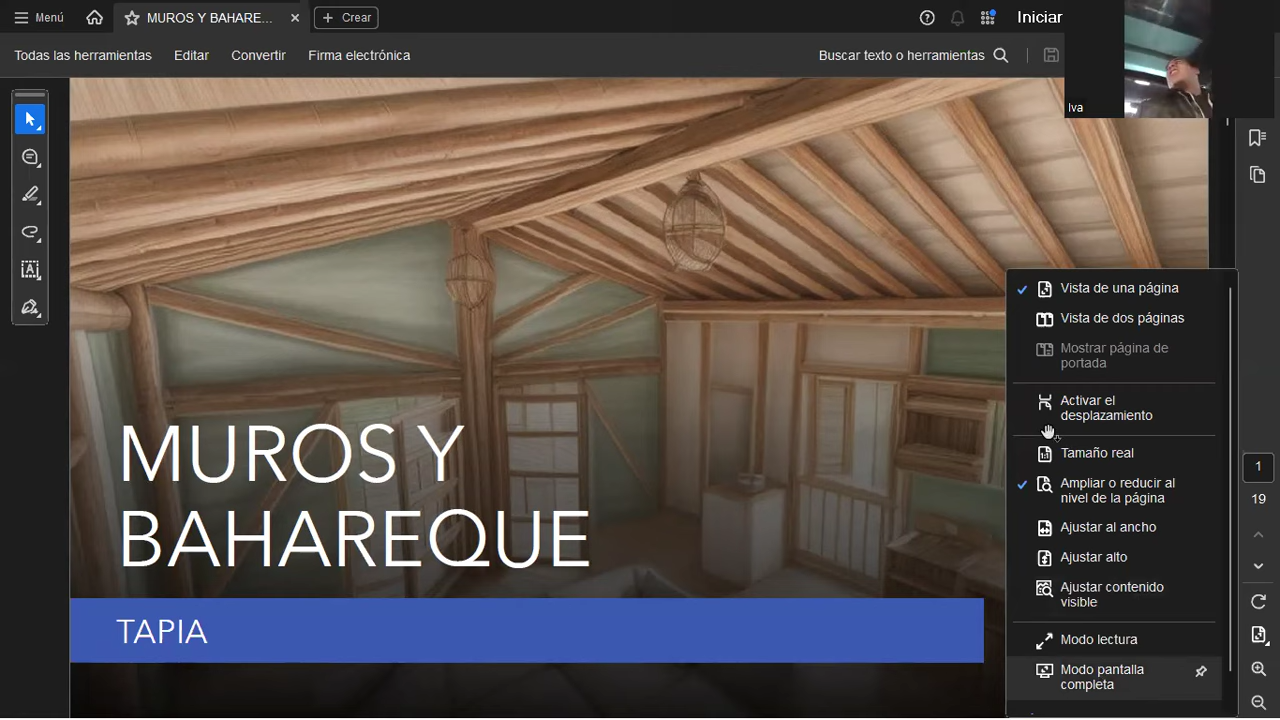 Menú
MUROS Y BAHARE...
Crear
Iniciar
Todas las herramientas
Editar
Convertir
Firma electrónica
Buscar texto o herramientas
Iva
MUROS Y
BAHAREQUE
TAPIA
Vista de una página
Vista de dos páginas
Mostrar página de
portada
Activar el
desplazamiento
Tamaño real
Ampliar o reducir al
nivel de la página
Ajustar al ancho
Ajustar alto
Ajustar contenido
visible
Modo lectura
Modo pantalla
completa
1
19